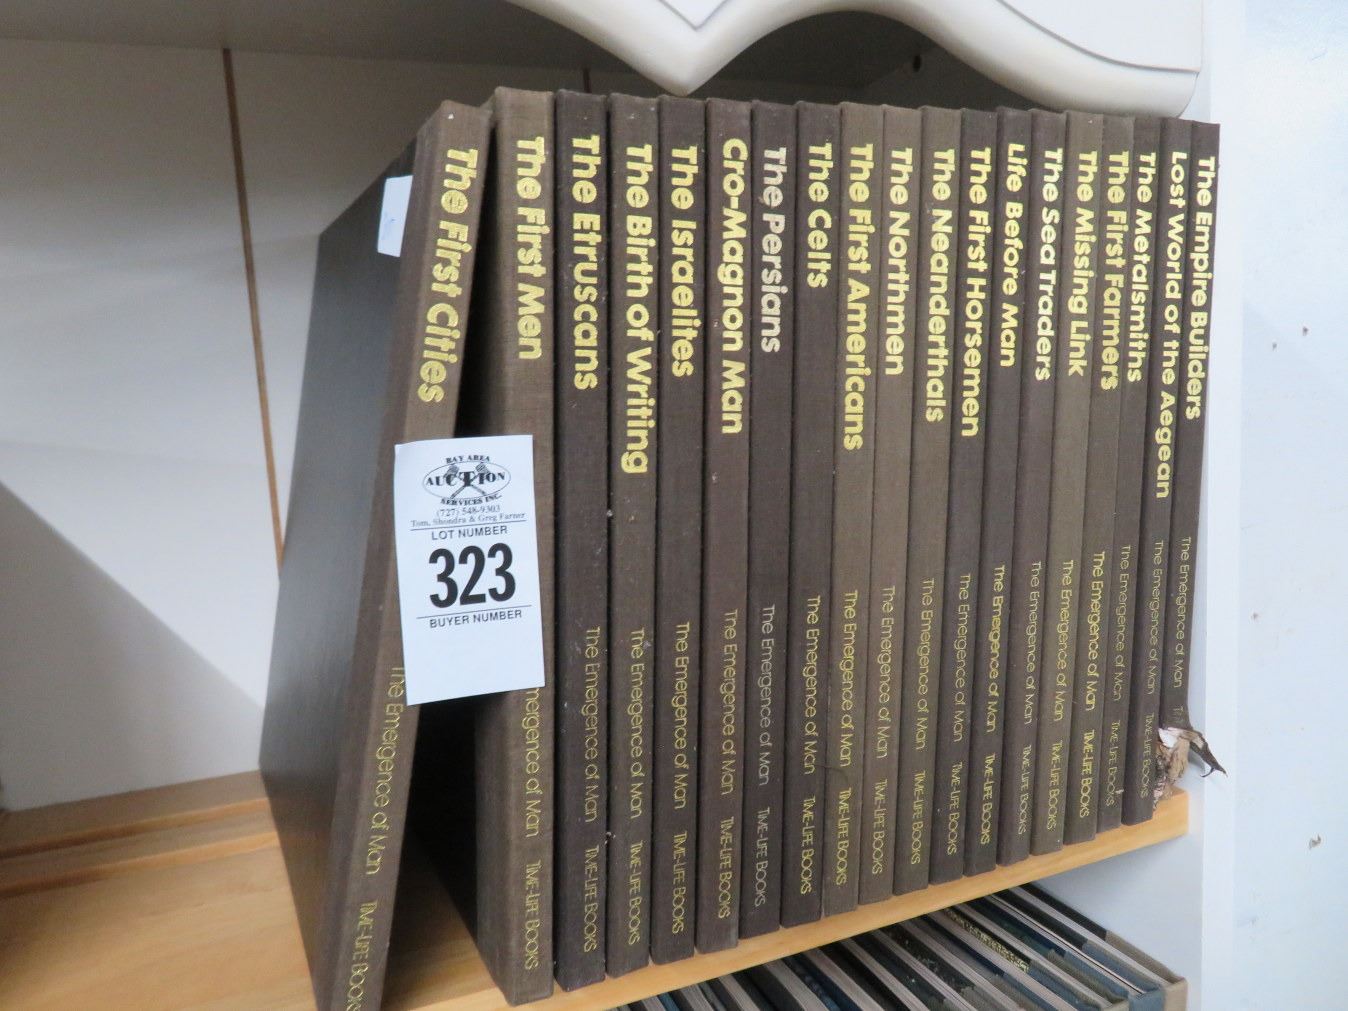 The First Cities
The Emergence of Man
TIME-LIFE BOOKS
BAY AREA
AUCTION
SERVICES INC.
(727) 548-9303
Tom, Shondra & Greg Farner
LOT NUMBER
323
BUYER NUMBER
The First Men
mergence of Man
TIME-LIFE BOOKS
The Etruscans
The Emergence of Man
TIME-LIFE BOOKS
The Birth of Writing
The Emergence of Man
TIME-LIFE BOOKS
The Israelites
The Emergence of Man
TIME-LIFE BOOKS
Cro-Magnon Man
The Emergence of Man
TIME-LIFE BOOKS
The Persians
The Emergence of Man
TIME-LIFE BOOKS
The Celts
The Emergence of Man
TIME-LIFE BOOKS
The First Americans
The Emergence of Man
TIME-LIFE BOOKS
The Northmen
The Emergence of Man
TIME-LIFE BOOKS
The Neanderthals
The Emergence of Man
TIME-LIFE BOOKS
The First Horsemen
The Emergence of Man
TIME-LIFE BOOKS
Life Before Man
The Emergence of Man
TIME-LIFE BOOKS
The Sea Traders
The Emergence of Man
TIME-LIFE BOOKS
The Missing Link
The Emergence of Man
TIME-LIFE BOOKS
The First Farmers
The Emergence of Man
TIME-LIFE BOOKS
The Metalsmiths
The Emergence of Man
TIME-LIFE BOOKS
Lost World of the Aegean
The Emergence of Man
TIME-LIFE BOOKS
The Empire Builders
The Emergence of Man